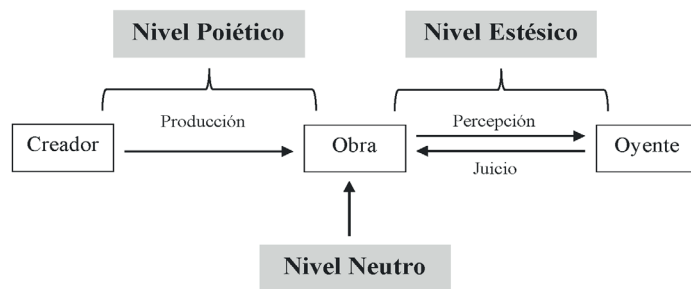 Nivel Poiético
Nivel Estésico
Producción
Percepción
Creador
Obra
Oyente
Juicio
Nivel Neutro